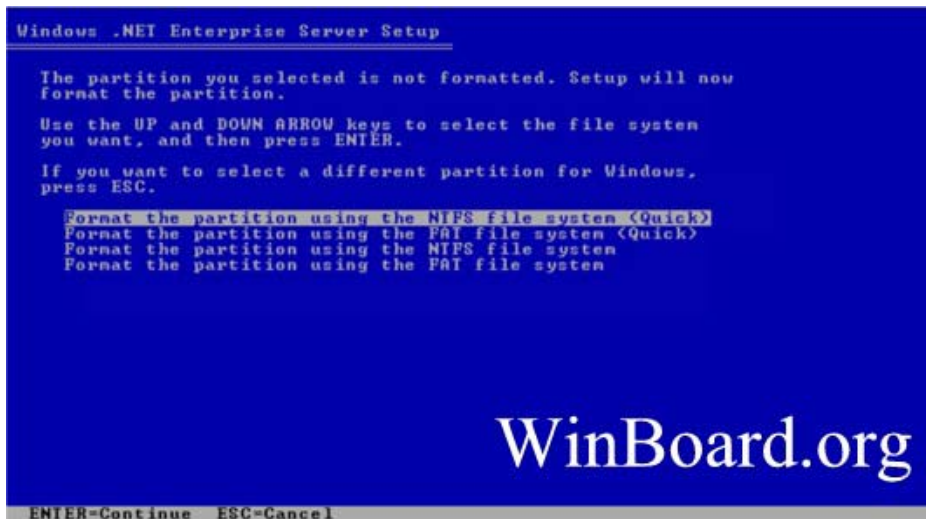 Windows .NET Enterprise Server Setup
The partition you selected is not formatted. Setup will now
format the partition.
Use the UP and DOWN ARROW keys to select the file system
you want, and then press ENTER.
If you want to select a different partition for Windows,
press ESC.
Format the partition using the NTFS file system (Quick)
Format the partition using the FAT file system (Quick)
Format the partition using the NTFS file system
Format the partition using the FAT file system
WinBoard.org
ENTER=Continue ESC=Cancel